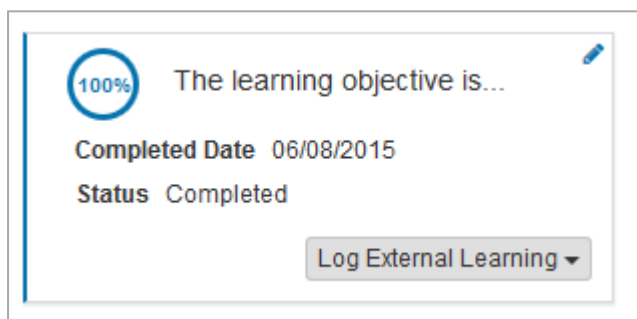 100%
The learning objective is...
Completed Date 06/08/2015
Status Completed
Log External Learning